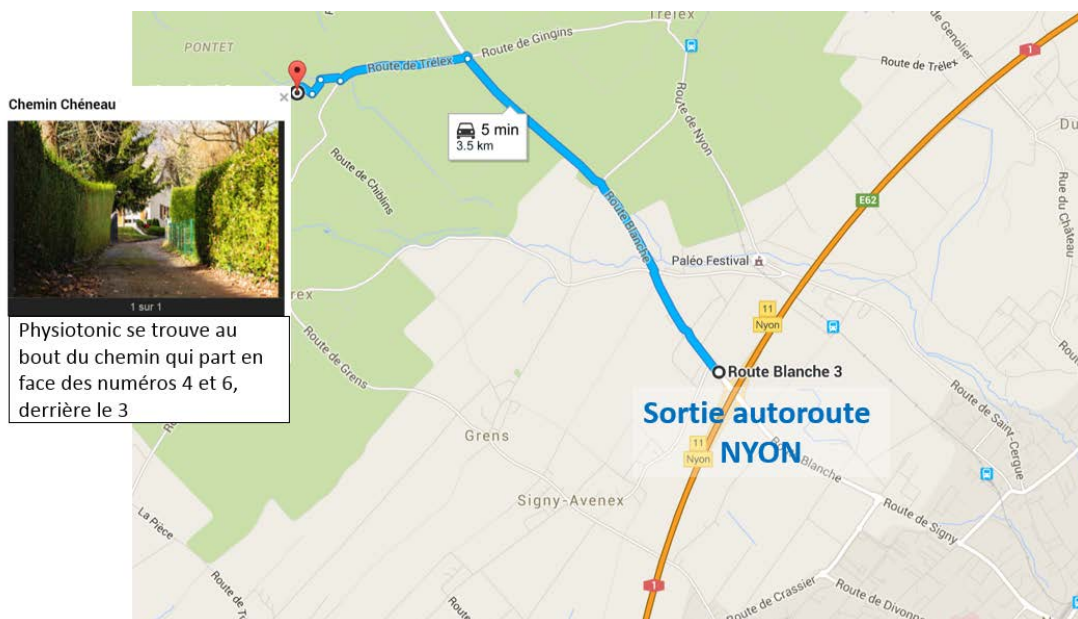 Trélex
PONTET
Route de Gingins
Route de Trélex
Route de Genolier
Route de Trélex
1
Chemin Chéneau
×
5 min
3.5 km
Route de Nyon
Du
Rue du Château
Route de Chiblins
E62
Route Blanche
Paléo Festival
1 sur 1
rex
11
Nyon
Physiotonic se trouve au
bout du chemin qui part en
face des numéros 4 et 6,
derrière le 3
Route de Grens
Route Blanche 3
Sortie autoroute
NYON
Route de Saint-Cergue
Grens
11
Nyon
Route Blanche
Signy-Avenex
Route de Signy
La Pièce
1
Route de Crassier
Route de Divonne